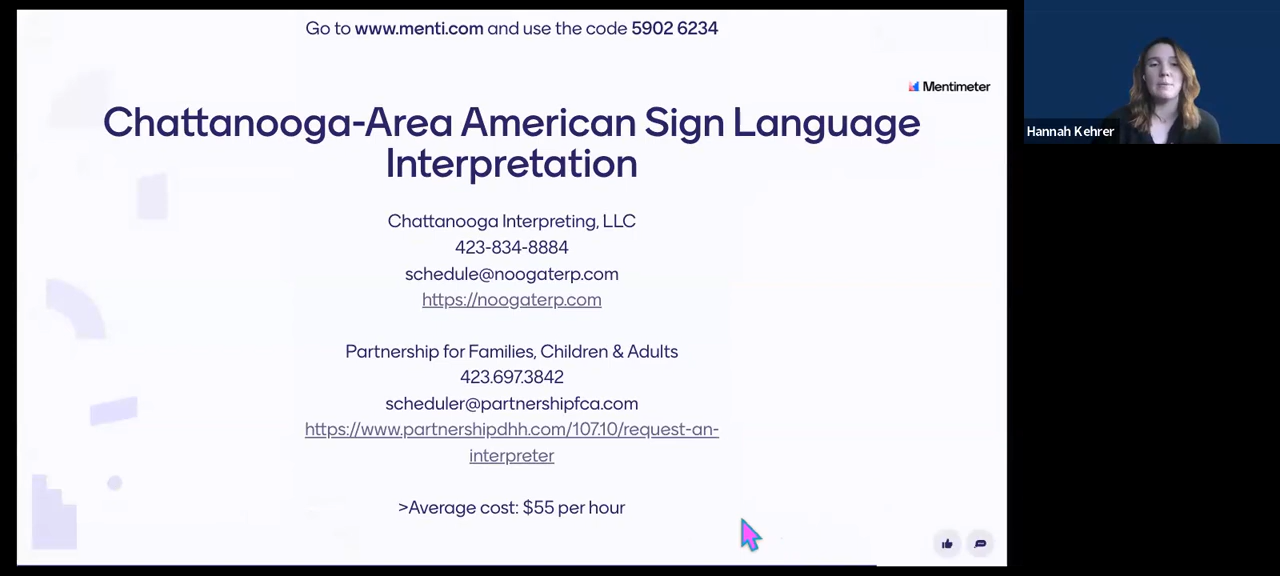 Go to www.menti.com and use the code 5902 6234
Mentimeter
Chattanooga-Area American Sign Language
Interpretation
Chattanooga Interpreting, LLC
423-834-8884
schedule@noogaterp.com
https://noogaterp.com
Partnership for Families, Children & Adults
423.697.3842
scheduler@partnershipfca.com
https://www.partnershipdhh.com/107.10/request-an-
interpreter
>Average cost: $55 per hour
Hannah Kehrer